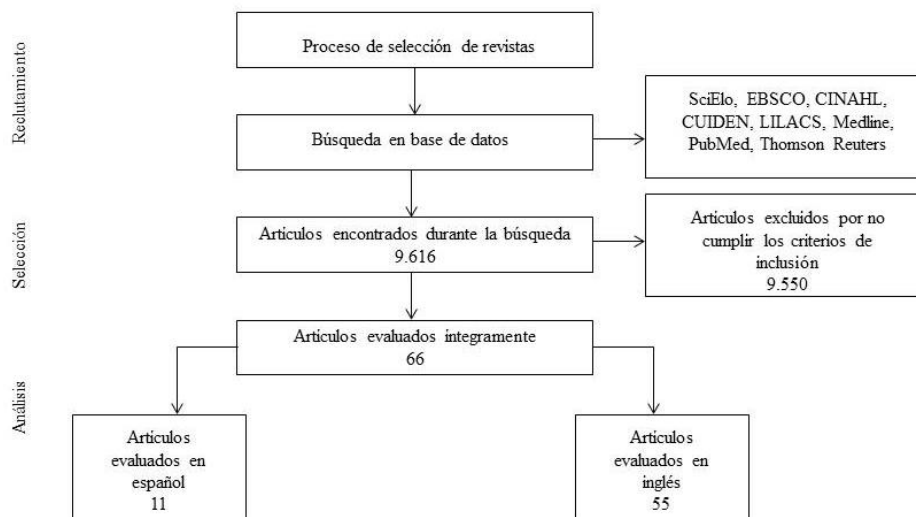 Reclutamiento
Proceso de selección de revistas
Búsqueda en base de datos
SciElo, EBSCO, CINAHL,
CUIDEN, LILACS, Medline,
PubMed, Thomson Reuters
Selección
Articulos encontrados durante la búsqueda
9.616
Articulos excluidos por no
cumplir los criterios de
inclusión
9.550
Articulos evaluados integramente
66
Análisis
Articulos
evaluados en
español
11
Articulos
evaluados en
inglés
55